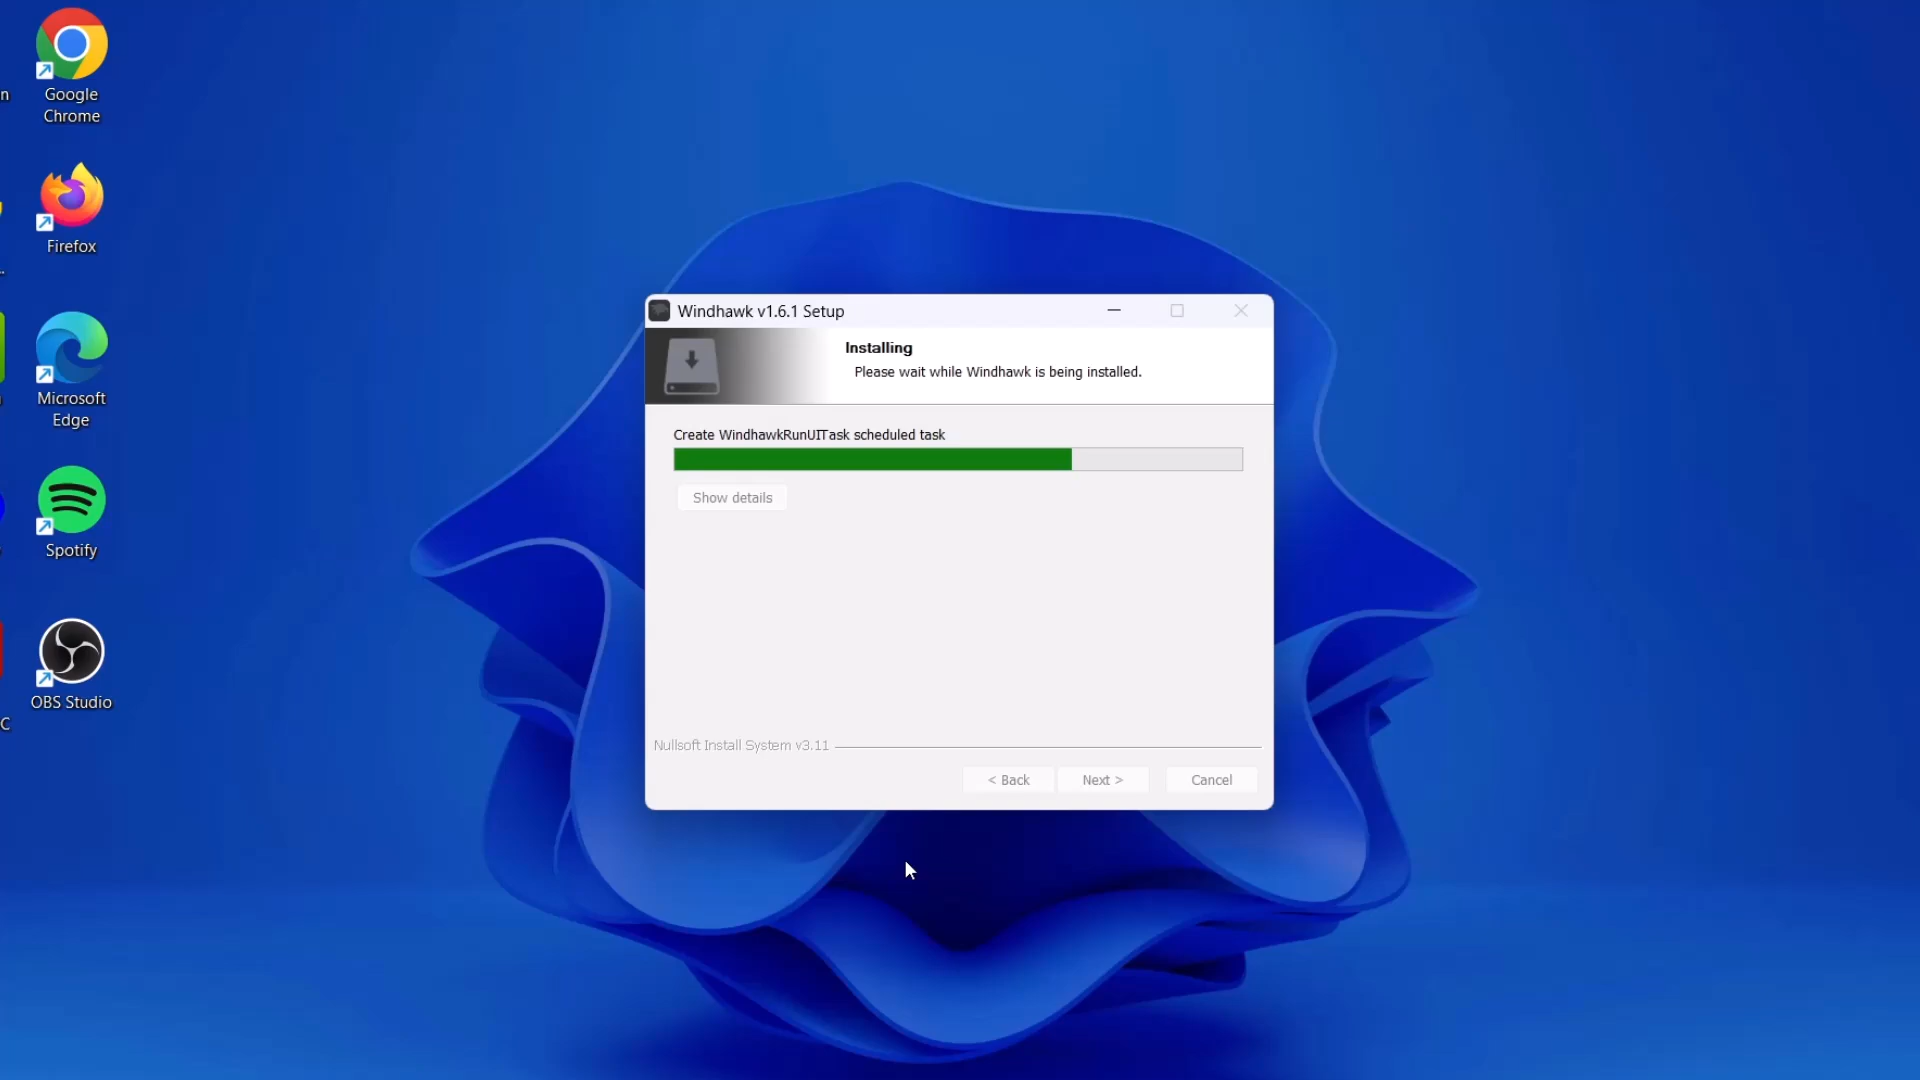 n
Google
Chrome
Firefox
..
Microsoft
Edge
Spotify
OBS Studio
C
Windhawk v1.6.1 Setup
Installing
Please wait while Windhawk is being installed.
Create WindhawkRunUITask scheduled task
Show details
Nullsoft Install System v3.11
< Back
Next >
Cancel